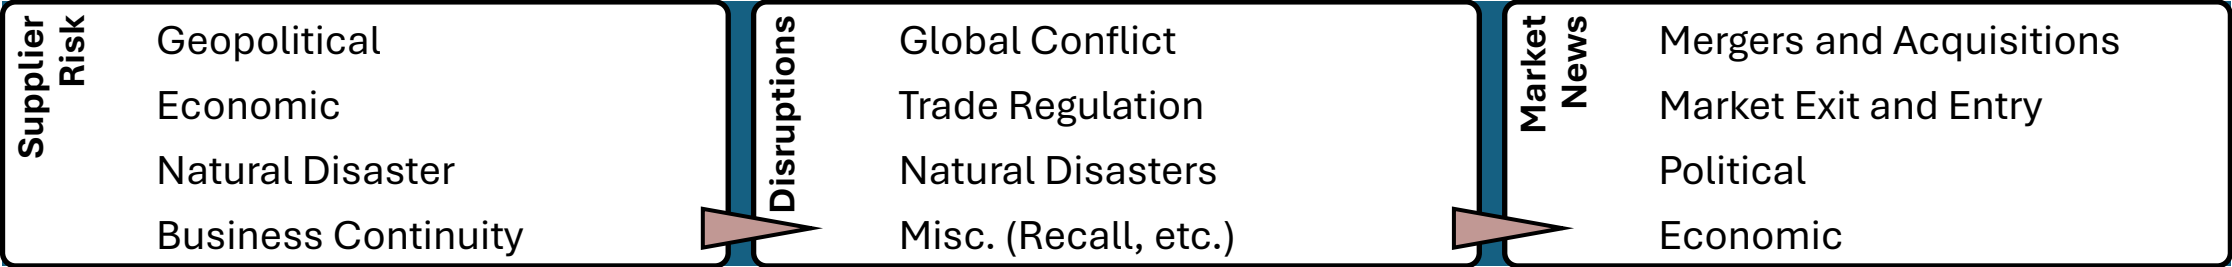 Supplier
Risk
Geopolitical
Economic
Natural Disaster
Business Continuity
Disruptions
Global Conflict
Trade Regulation
Natural Disasters
Misc. (Recall, etc.)
Market
News
Mergers and Acquisitions
Market Exit and Entry
Political
Economic